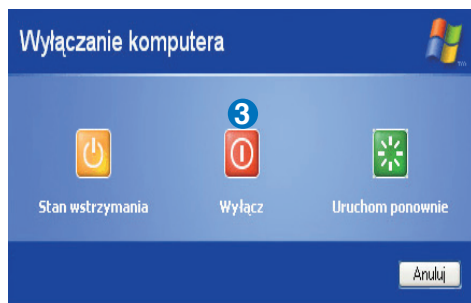 Wyłączanie komputera
3
Stan wstrzymania
Wyłącz
Uruchom ponownie
Anuluj